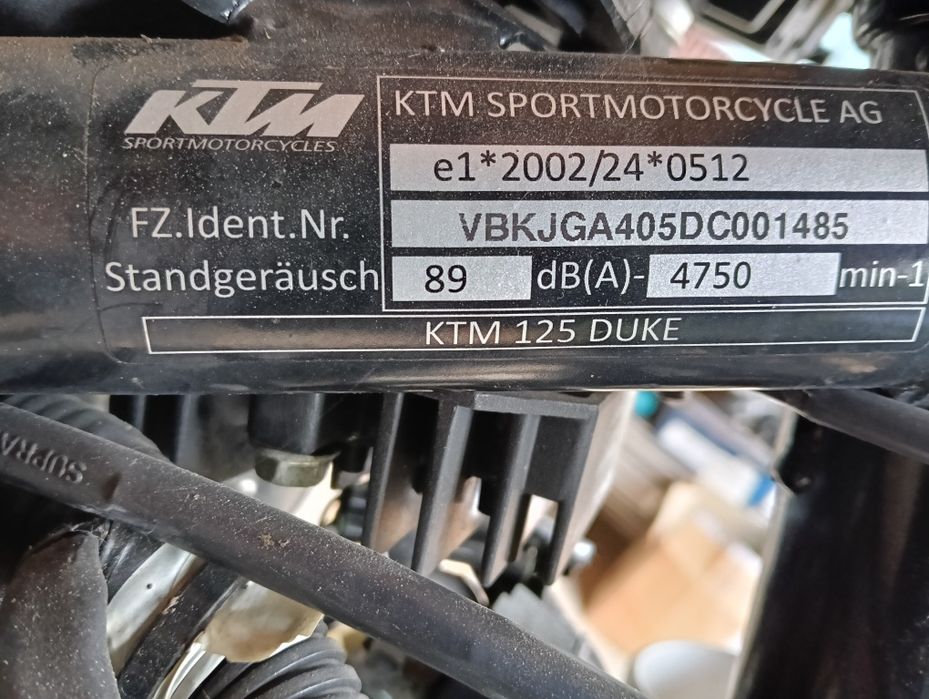 KTM
SPORTMOTORCYCLES
KTM SPORTMOTORCYCLE AG
e1*2002/24*0512
FZ.Ident.Nr. VBKJGA405DC001485
Standgeräusch 89 dB(A)- 4750 min-1
KTM 125 DUKE
SUPRA